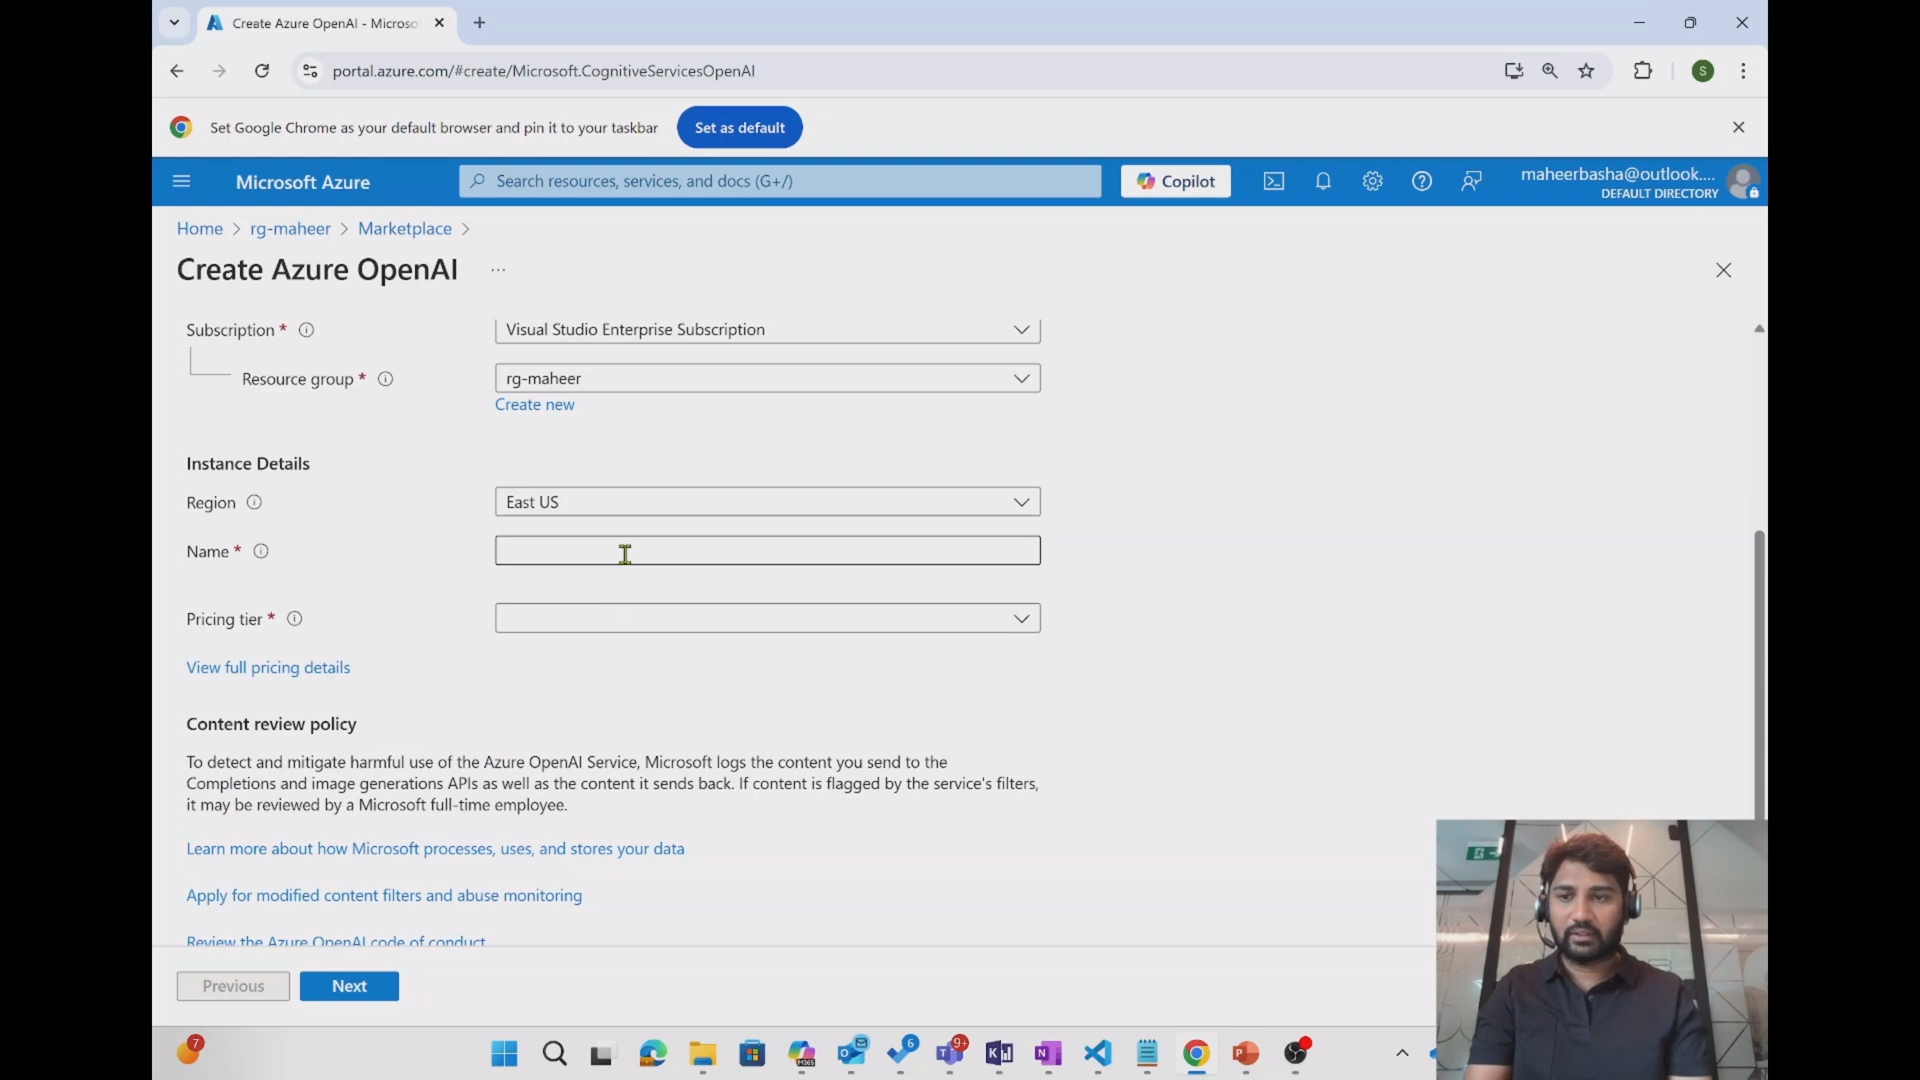 Create Azure OpenAI - Microso
portal.azure.com/#create/Microsoft.CognitiveServicesOpenAI
S
Set Google Chrome as your default browser and pin it to your taskbar
Set as default
Microsoft Azure
Search resources, services, and docs (G+/)
Copilot
maheerbasha@outlook....
DEFAULT DIRECTORY
Home > rg-maheer > Marketplace >
Create Azure OpenAI ...
Subscription *
Visual Studio Enterprise Subscription
Resource group *
rg-maheer
Create new
Instance Details
Region
East US
Name *
Pricing tier *
View full pricing details
Content review policy
To detect and mitigate harmful use of the Azure OpenAI Service, Microsoft logs the content you send to the
Completions and image generations APIs as well as the content it sends back. If content is flagged by the service's filters,
it may be reviewed by a Microsoft full-time employee.
Learn more about how Microsoft processes, uses, and stores your data
Apply for modified content filters and abuse monitoring
Review the Azure OpenAI code of conduct
Previous
Next
7
M365
6
9+